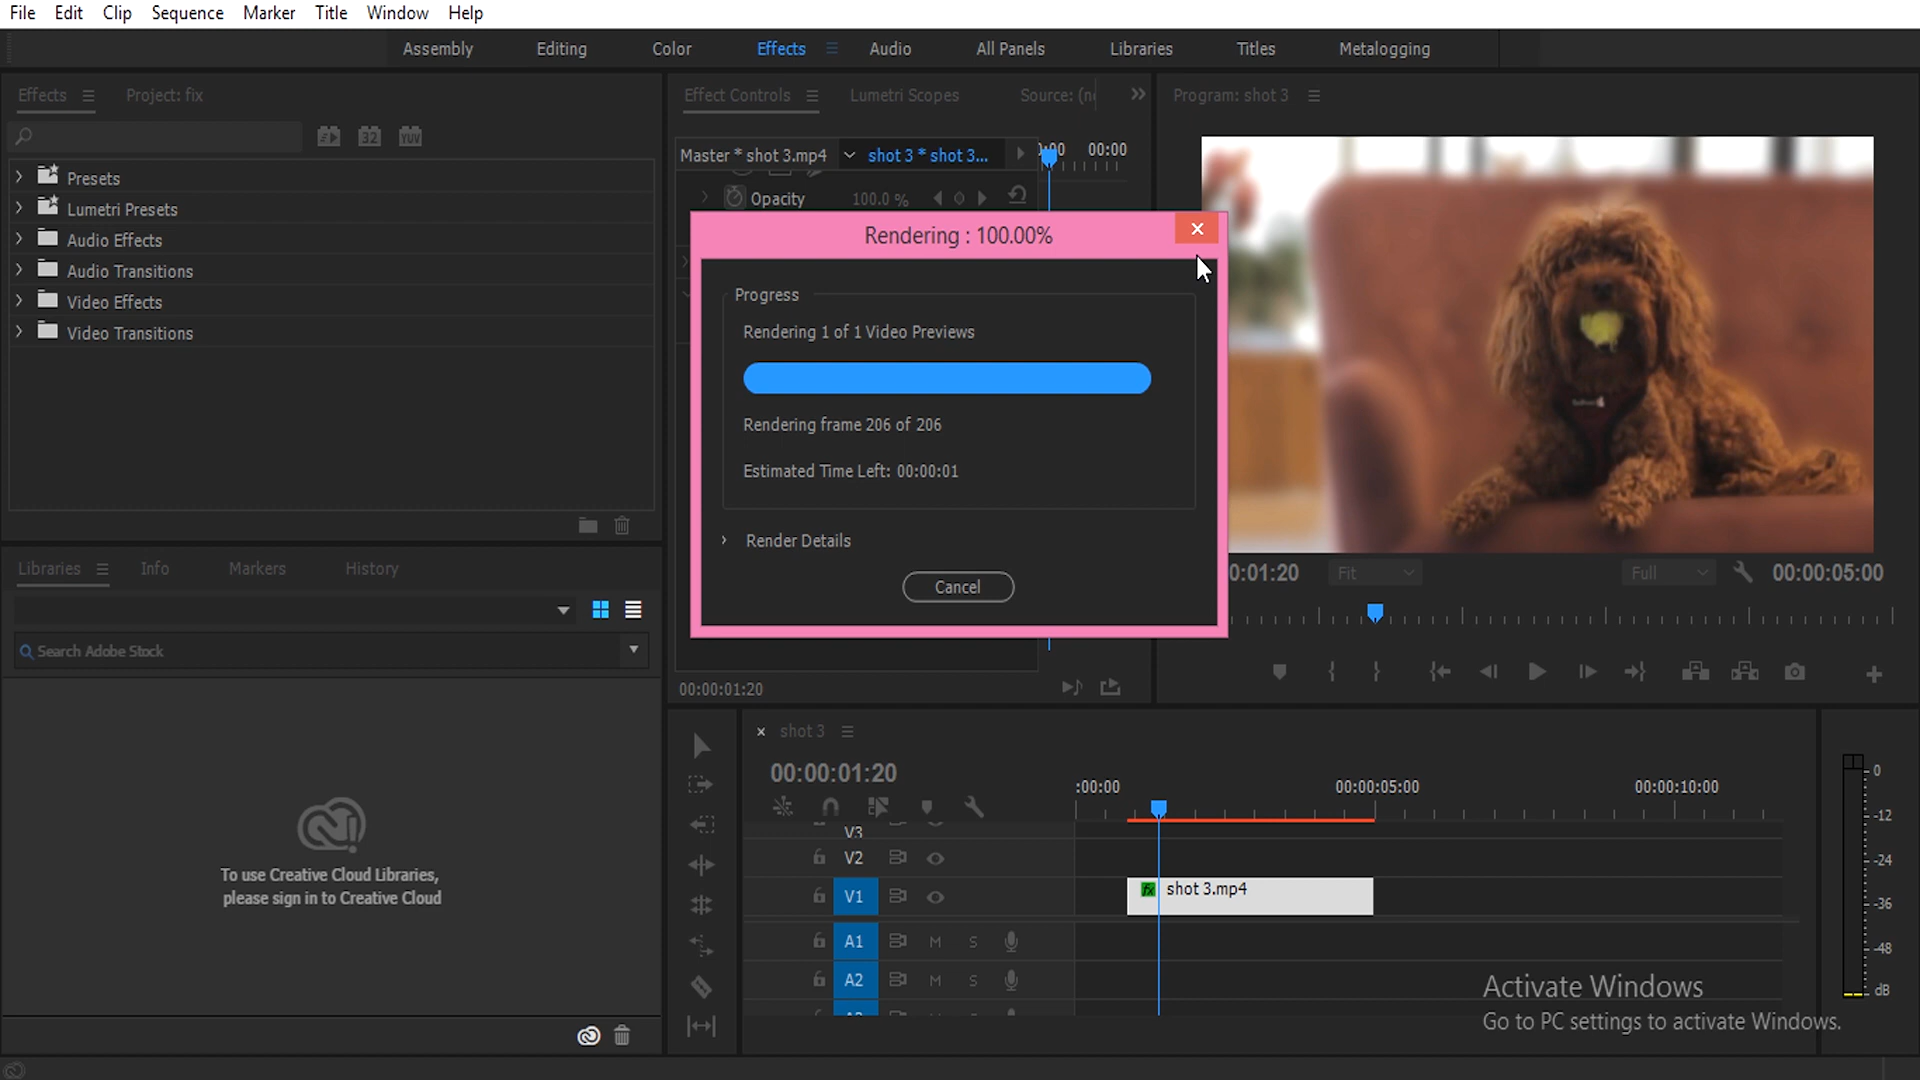 File Edit Clip Sequence Marker Title Window Help
Assembly Editing Color Effects Audio All Panels Libraries Titles Metalogging
Effects Project: fix
Effect Controls Lumetri Scopes Source: (n
Program: shot 3
32 YUV
Master * shot 3.mp4 shot 3 * shot 3... :00 00:00
Presets
Opacity 100.0 %
Lumetri Presets
Audio Effects
Audio Transitions
Video Effects
Video Transitions
Rendering : 100.00%
Progress
Rendering 1 of 1 Video Previews
Rendering frame 206 of 206
Estimated Time Left: 00:00:01
Render Details
Cancel
Libraries Info Markers History
0:01:20 Fit Full 00:00:05:00
Search Adobe Stock
00:00:01:20
To use Creative Cloud Libraries,
please sign in to Creative Cloud
shot 3
00:00:01:20
:00:00 00:00:05:00 00:00:10:00
V3
V2
V1
fx shot 3.mp4
A1 M S
A2 M S
0
-12
-24
-36
-48
dB
Activate Windows
Go to PC settings to activate Windows.